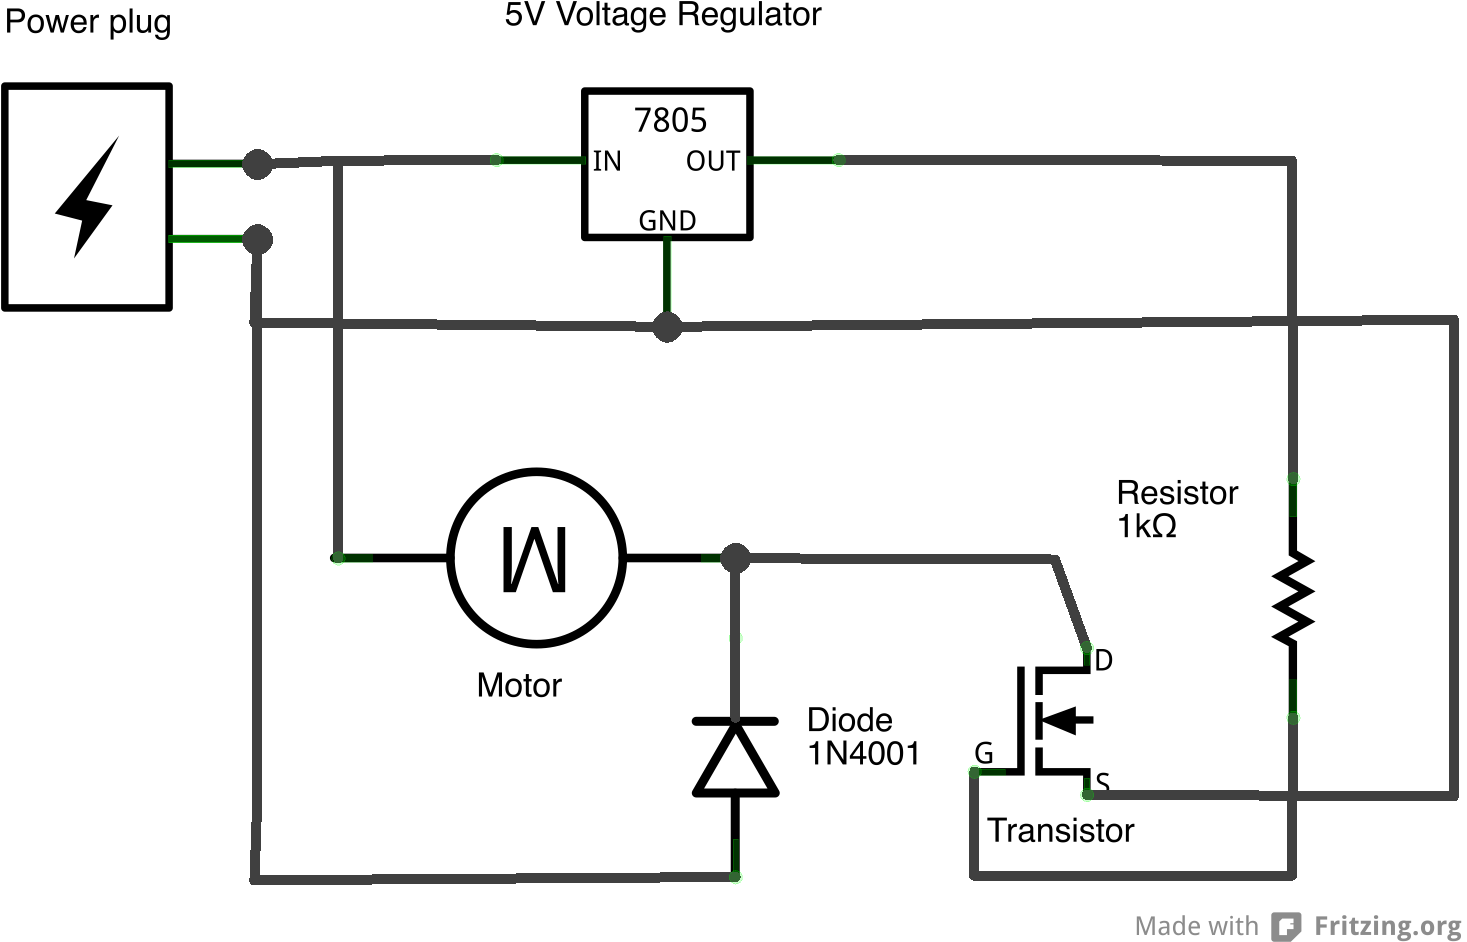 Power plug
5V Voltage Regulator
7805
IN
OUT
GND
M
Motor
Resistor
1kΩ
Diode
1N4001
D
G
S
Transistor
Made with Fritzing.org